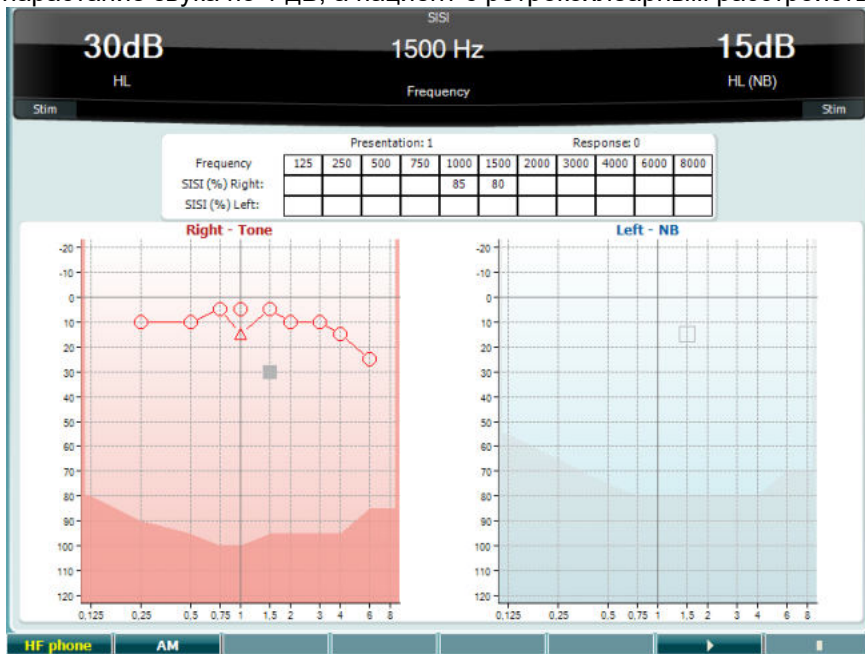 нарастание звука по 1 дБ, а пациент с ретрокохлеарным расстройств
SISI
30dB 1500 Hz 15dB
HL HL (NB)
Frequency
Stim Stim
Presentation: 1 Response: 0
Frequency 125 250 500 750 1000 1500 2000 3000 4000 6000 8000
SISI (%) Right: 85 80
SISI (%) Left:
Right - Tone Left - NB
-20 -20
-10 -10
0 0
10 10
20 20
30 30
40 40
50 50
60 60
70 70
80 80
90 90
100 100
110 110
120 120
0,125 0,25 0,5 0,75 1 1,5 2 3 4 6 8 0,125 0,25 0,5 0,75 1 1,5 2 3 4 6 8
HF phone AM